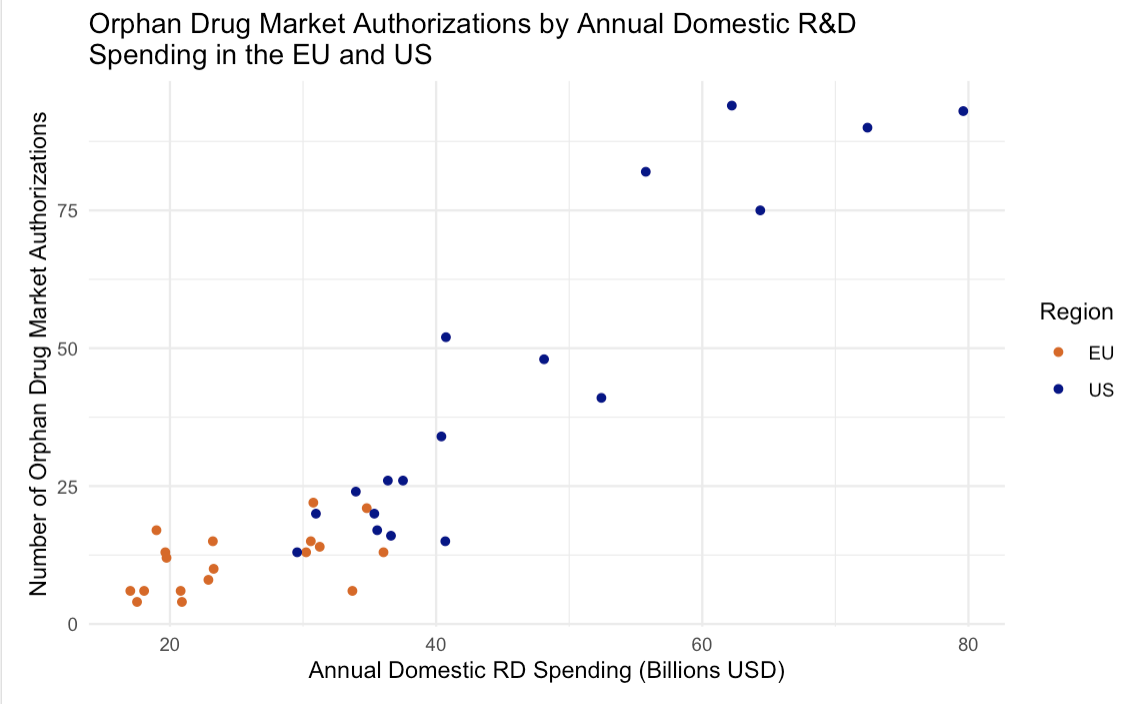 Orphan Drug Market Authorizations by Annual Domestic R&D
Spending in the EU and US
Number of Orphan Drug Market Authorizations
75
50
25
0
20
40
60
80
Annual Domestic RD Spending (Billions USD)
Region
EU
US